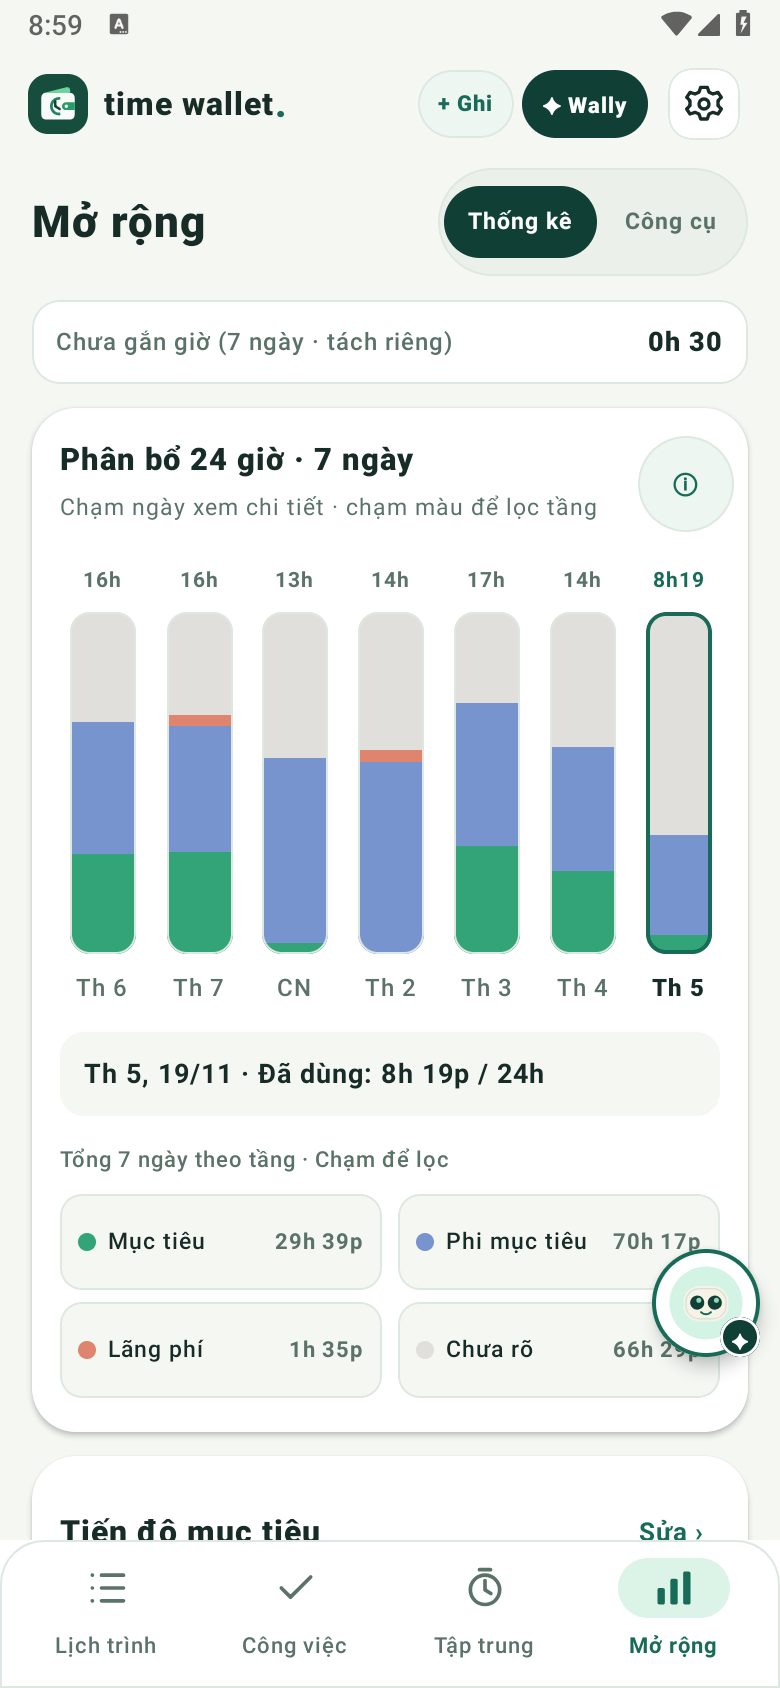 8:59
A
time wallet.
+ Ghi
Wally
Mở rộng
Thống kê
Công cụ
Chưa gắn giờ (7 ngày · tách riêng)
0h 30
Phân bổ 24 giờ · 7 ngày
Chạm ngày xem chi tiết · chạm màu để lọc tầng
16h 16h 13h 14h 17h 14h 8h19
Th 6 Th 7 CN Th 2 Th 3 Th 4 Th 5
Th 5, 19/11 · Đã dùng: 8h 19p / 24h
Tổng 7 ngày theo tầng · Chạm để lọc
Mục tiêu 29h 39p
Phi mục tiêu 70h 17p
Lãng phí 1h 35p
Chưa rõ 66h 29p
Tiến độ mục tiêu
Sửa ›
Lịch trình
Công việc
Tập trung
Mở rộng